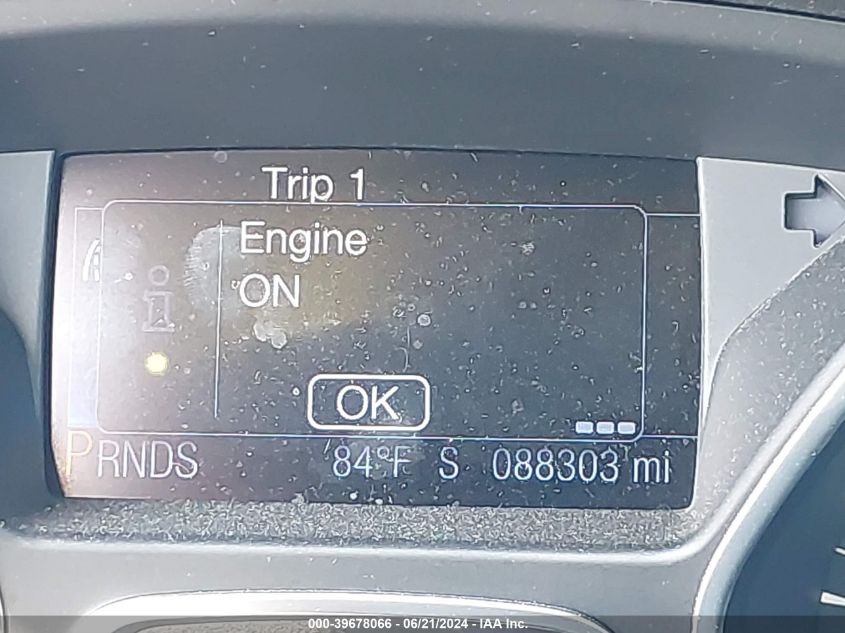 Trip 1
Engine
ON
OK
PRNDS 84°F S 088303 mi
000-39678066 / 06/21/2024 - IAA Inc.